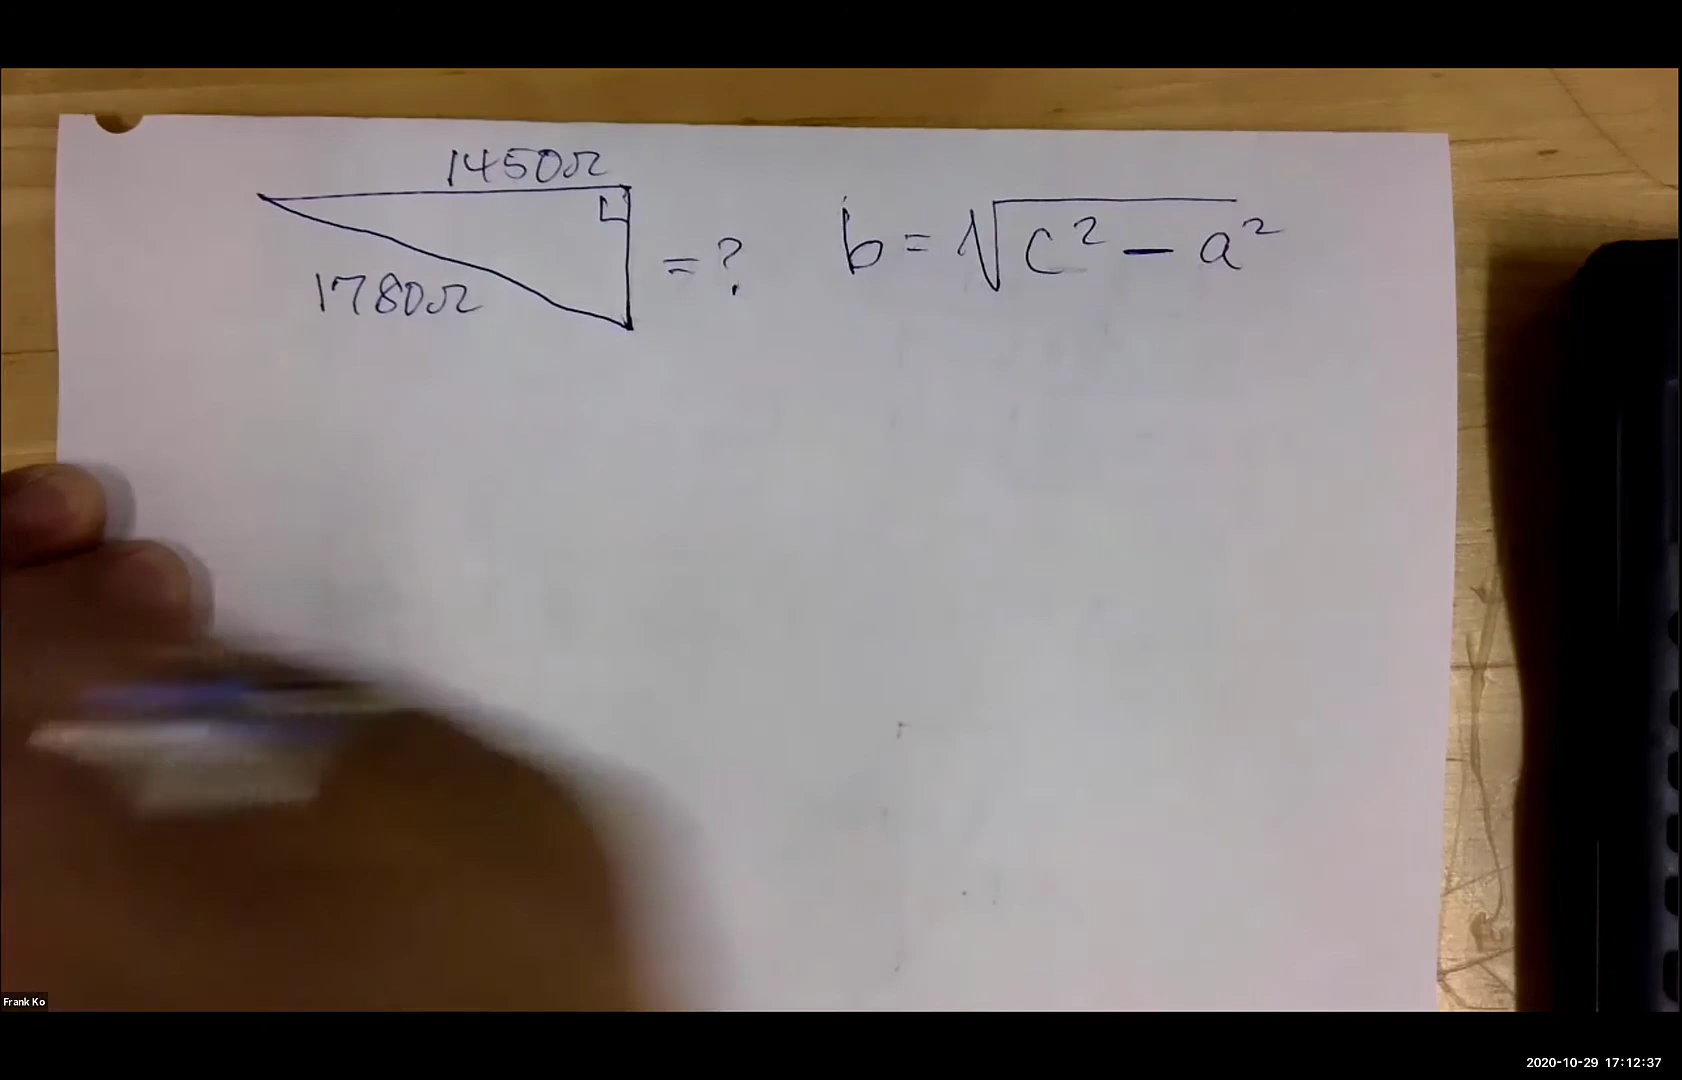 1450Ω
= ?
1780Ω
b = √c² - a²
Frank Ko
2020-10-29 17:12:37